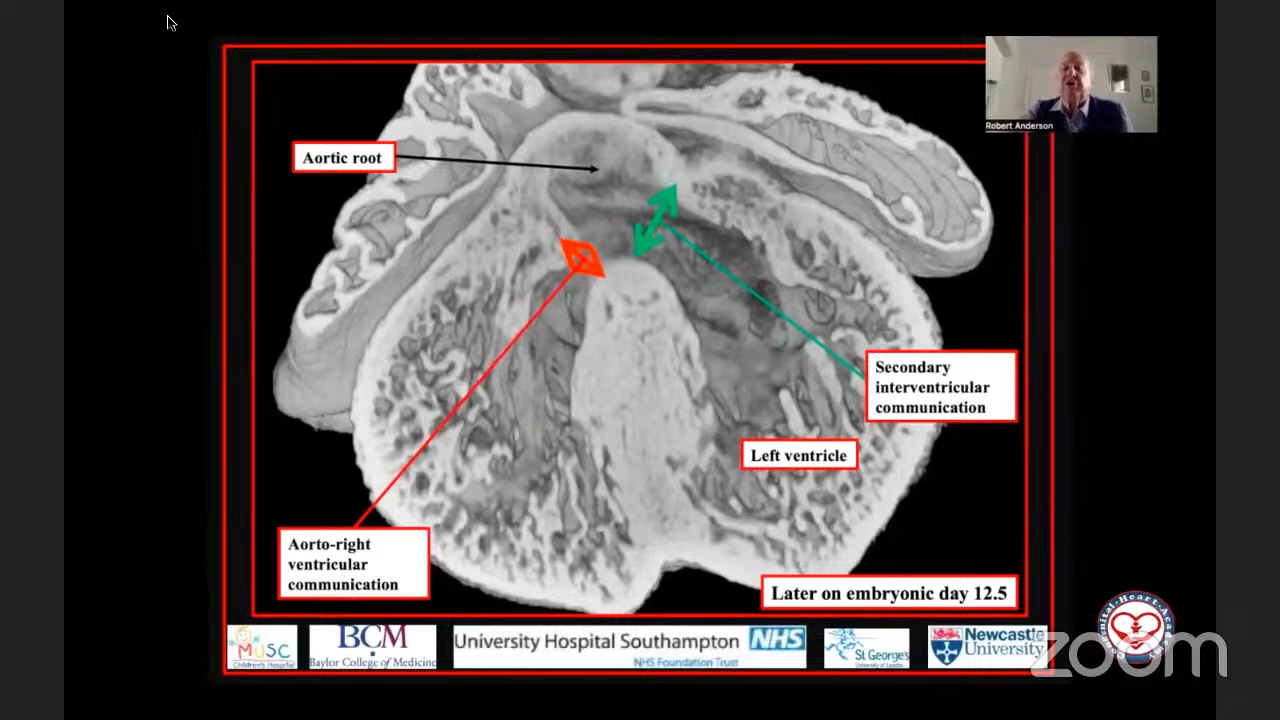 Robert Anderson
Aortic root
Secondary
interventricular
communication
Left ventricle
Aorto-right
ventricular
communication
Later on embryonic day 12.5
MUSC
Children's Hospital
BCM
Baylor College of Medicine
University Hospital Southampton NHS
NHS Foundation Trust
St George's
University of London
Newcastle
University
zoom